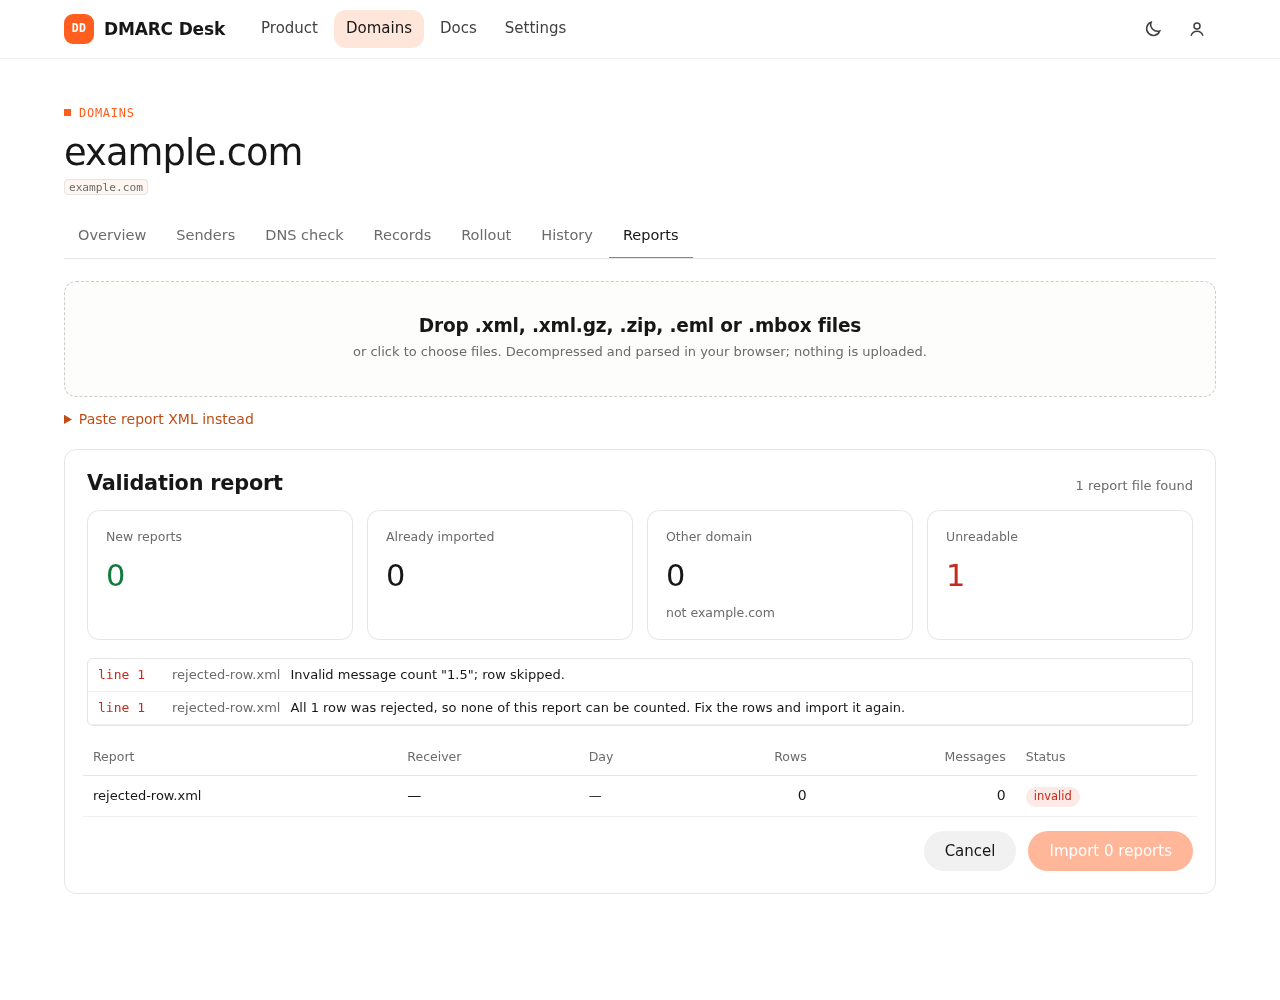 DD DMARC Desk Product Domains Docs Settings
DOMAINS
example.com
example.com
Overview Senders DNS check Records Rollout History Reports
Drop .xml, .xml.gz, .zip, .eml or .mbox files
or click to choose files. Decompressed and parsed in your browser; nothing is uploaded.
Paste report XML instead
Validation report 1 report file found
New reports Already imported Other domain Unreadable
0 0 0 1
not example.com
line 1 rejected-row.xml Invalid message count "1.5"; row skipped.
line 1 rejected-row.xml All 1 row was rejected, so none of this report can be counted. Fix the rows and import it again.
Report Receiver Day Rows Messages Status
rejected-row.xml — — 0 0 invalid
Cancel Import 0 reports